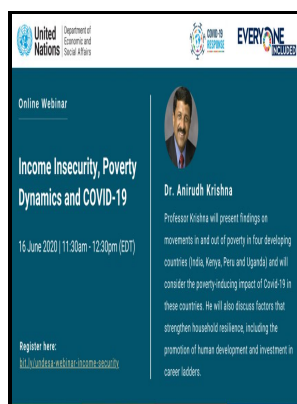 United
Nations
Department of
Economic and
Social Affairs
COVID-19
RESPONSE
EVERYONE
INCLUDED
Online Webinar
Income Insecurity, Poverty
Dynamics and COVID-19
16 June 2020 | 11:30am - 12:30pm (EDT)
Register here:
bit.ly/undesa-webinar-income-security
Dr. Anirudh Krishna
Professor Krishna will present findings on
movements in and out of poverty in four developing
countries (India, Kenya, Peru and Uganda) and will
consider the poverty-inducing impact of Covid-19 in
these countries. He will also discuss factors that
strengthen household resilience, including the
promotion of human development and investment in
career ladders.